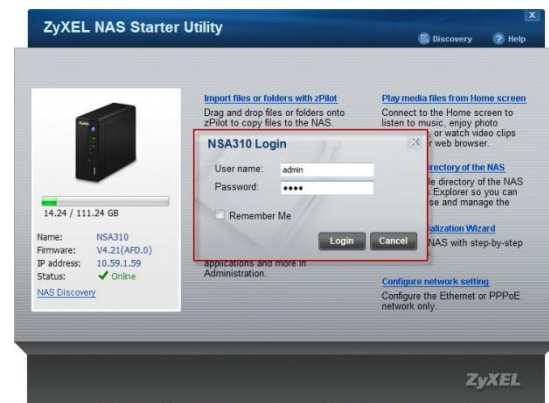 ZyXEL NAS Starter Utility
Discovery
Help
14.24 / 111.24 GB
Name: NSA310
Firmware: V4.21(AFD.0)
IP address: 10.59.1.59
Status: Online
NAS Discovery
Import files or folders with zPilot
Drag and drop files or folders onto
zPilot to copy files to the NAS.
applications and more in
Administration.
NSA310 Login
User name: admin
Password: ••••
Remember Me
Login
Cancel
Play media files from Home screen
Connect to the Home screen to
listen to music, enjoy photo
or watch video clips
web browser.
rectory of the NAS
directory of the NAS
Explorer so you can
se and manage the
alization Wizard
NAS with step-by-step
Configure network setting
Configure the Ethernet or PPPoE
network only.
ZyXEL